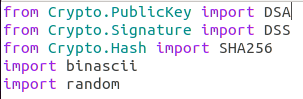 from Crypto.PublicKey import DSA
from Crypto.Signature import DSS
from Crypto.Hash import SHA256
import binascii
import random